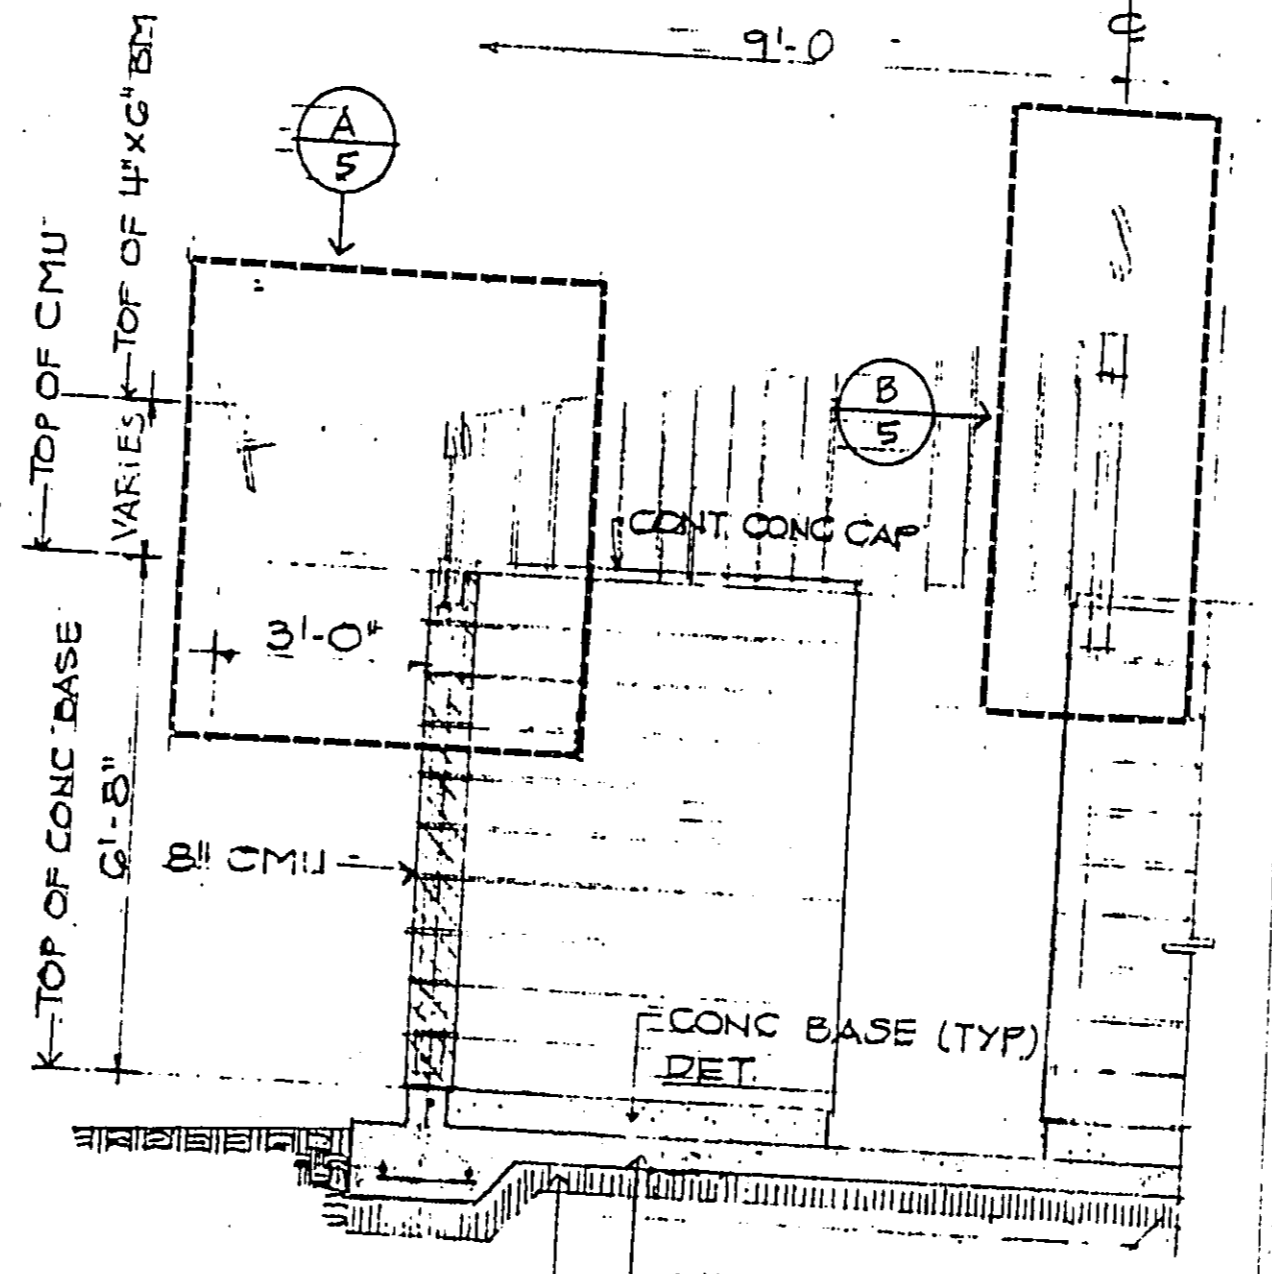 9'-0
℄
A
5
TOP OF 4"X6" BM
TOP OF CMU
VARIES
B
5
CONT. CONC CAP
3'-0"
TOP OF CONC BASE
6'-8"
8" CMU
CONC BASE (TYP)
DET.